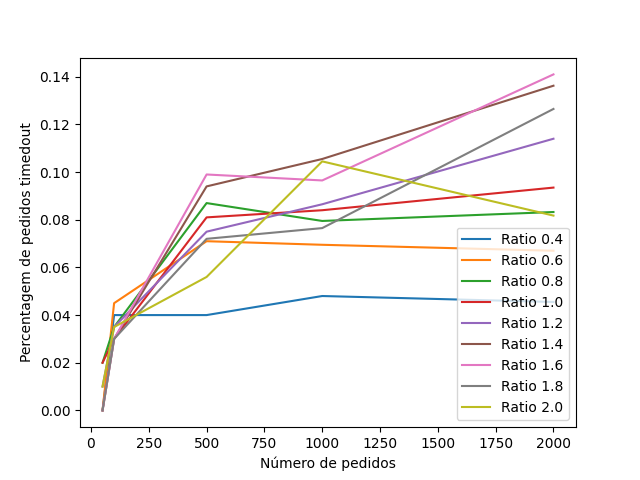 0.14
0.12
0.10
0.08
0.06
0.04
0.02
0.00
Percentagem de pedidos timedout
0
250
500
750
1000
1250
1500
1750
2000
Número de pedidos
Ratio 0.4
Ratio 0.6
Ratio 0.8
Ratio 1.0
Ratio 1.2
Ratio 1.4
Ratio 1.6
Ratio 1.8
Ratio 2.0